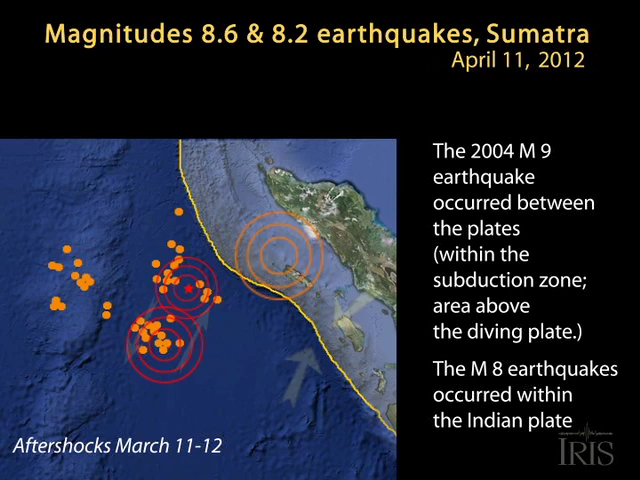 Magnitudes 8.6 & 8.2 earthquakes, Sumatra
April 11, 2012
The 2004 M 9
earthquake
occurred between
the plates
(within the
subduction zone;
area above
the diving plate.)
The M 8 earthquakes
occurred within
the Indian plate
Aftershocks March 11-12
IRIS